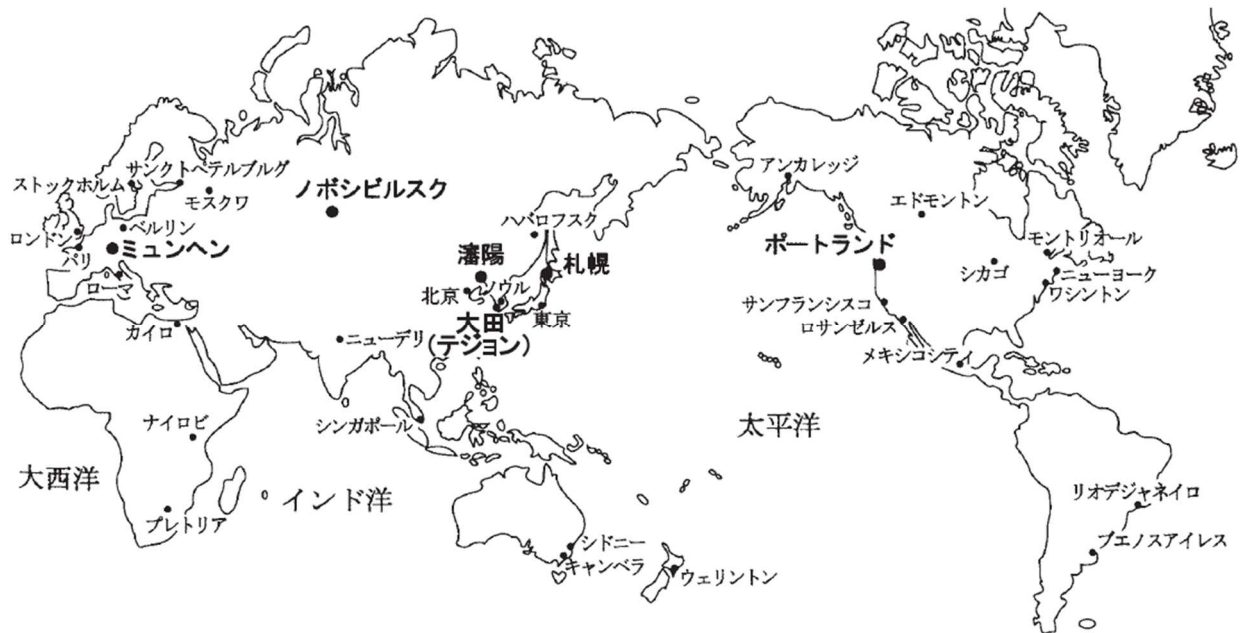 アンカレッジ
サンクトペテルブルグ
ストックホルム
モスクワ
ノボシビルスク
エドモントン
ハバロフスク
ベルリン
ロンドン
ミュンヘン
パリ
ポートランド
モントリオール
瀋陽
札幌
シカゴ
ニューヨーク
ワシントン
ローマ
北京
ソウル
サンフランシスコ
カイロ
大田
(テジョン)
東京
ロサンゼルス
ニューデリ
メキシコシティ
ナイロビ
シンガポール
太平洋
大西洋
インド洋
リオデジャネイロ
プレトリア
シドニー
キャンベラ
ウェリントン
ブエノスアイレス